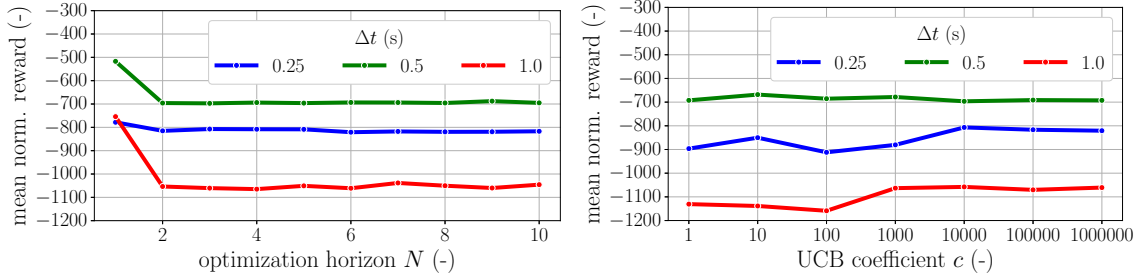 mean norm. reward (-)
−300
−400
−500
−600
−700
−800
−900
−1000
−1100
−1200
Δt (s)
0.25 0.5 1.0
2 4 6 8 10
optimization horizon N (-)
mean norm. reward (-)
−300
−400
−500
−600
−700
−800
−900
−1000
−1100
−1200
Δt (s)
0.25 0.5 1.0
1 10 100 1000 10000 100000 1000000
UCB coefficient c (-)